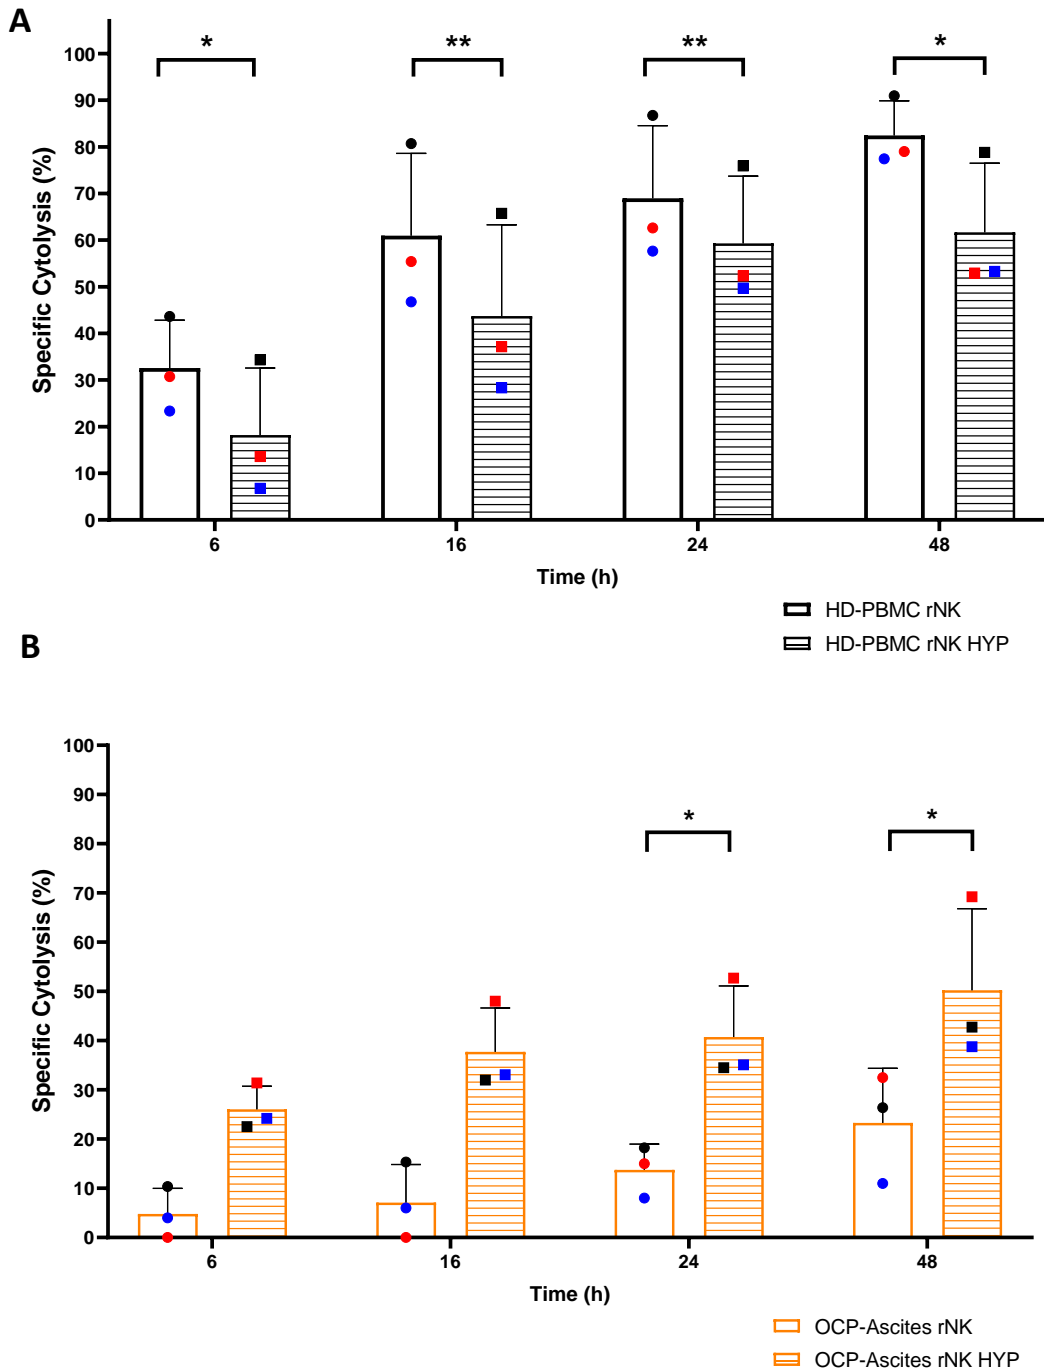 A
* ** ** *
100
90
80
70
60
50
40
30
20
10
0
Specific Cytolysis (%)
6 16 24 48
Time (h)
HD-PBMC rNK
HD-PBMC rNK HYP
B
* *
100
90
80
70
60
50
40
30
20
10
0
Specific Cytolysis (%)
6 16 24 48
Time (h)
OCP-Ascites rNK
OCP-Ascites rNK HYP